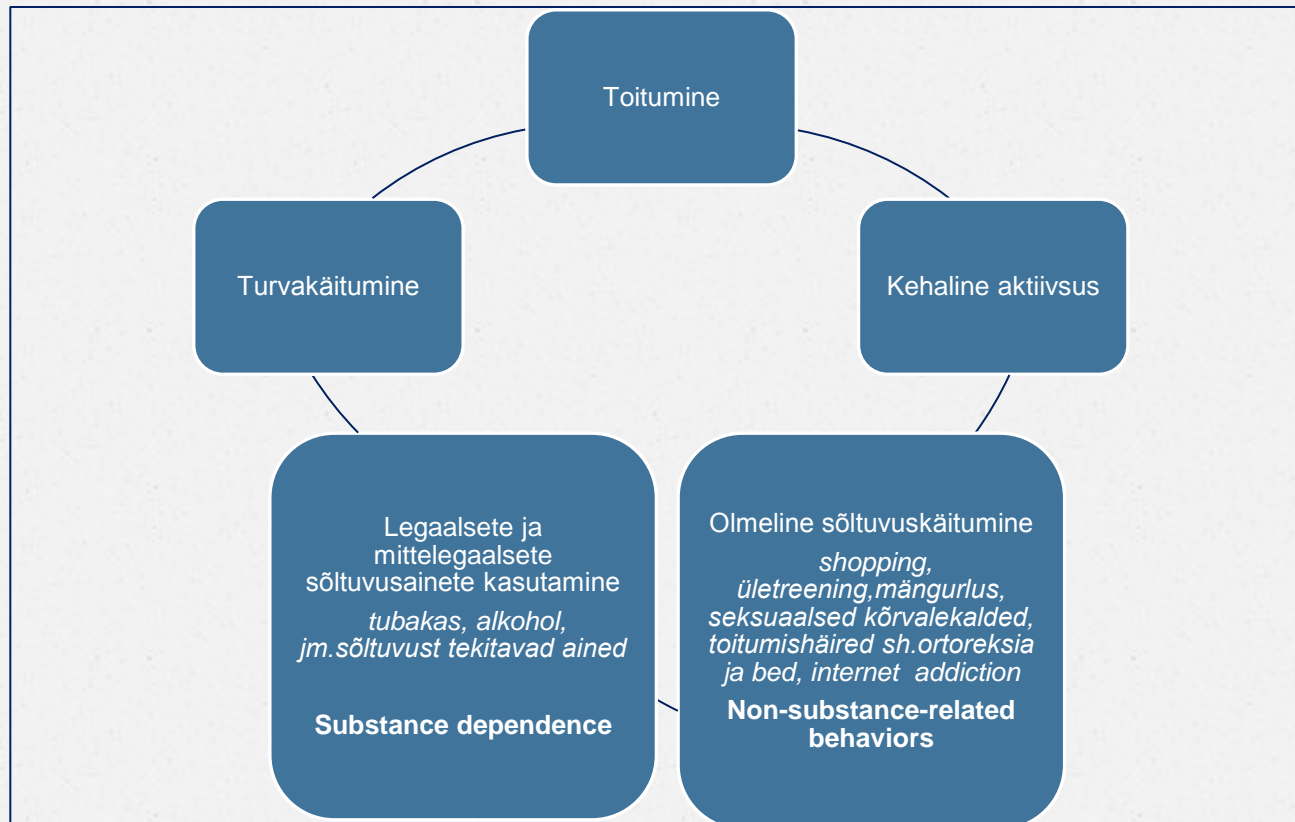 Toitumine
Turvakäitumine
Kehaline aktiivsus
Legaalsete ja
mittelegaalsete
sõltuvusainete kasutamine
tubakas, alkohol,
jm.sõltuvust tekitavad ained
Substance dependence
Olmeline sõltuvuskäitumine
shopping,
ületreening,mängurlus,
seksuaalsed kõrvalekalded,
toitumishäired sh.ortoreksia
ja bed, internet addiction
Non-substance-related
behaviors